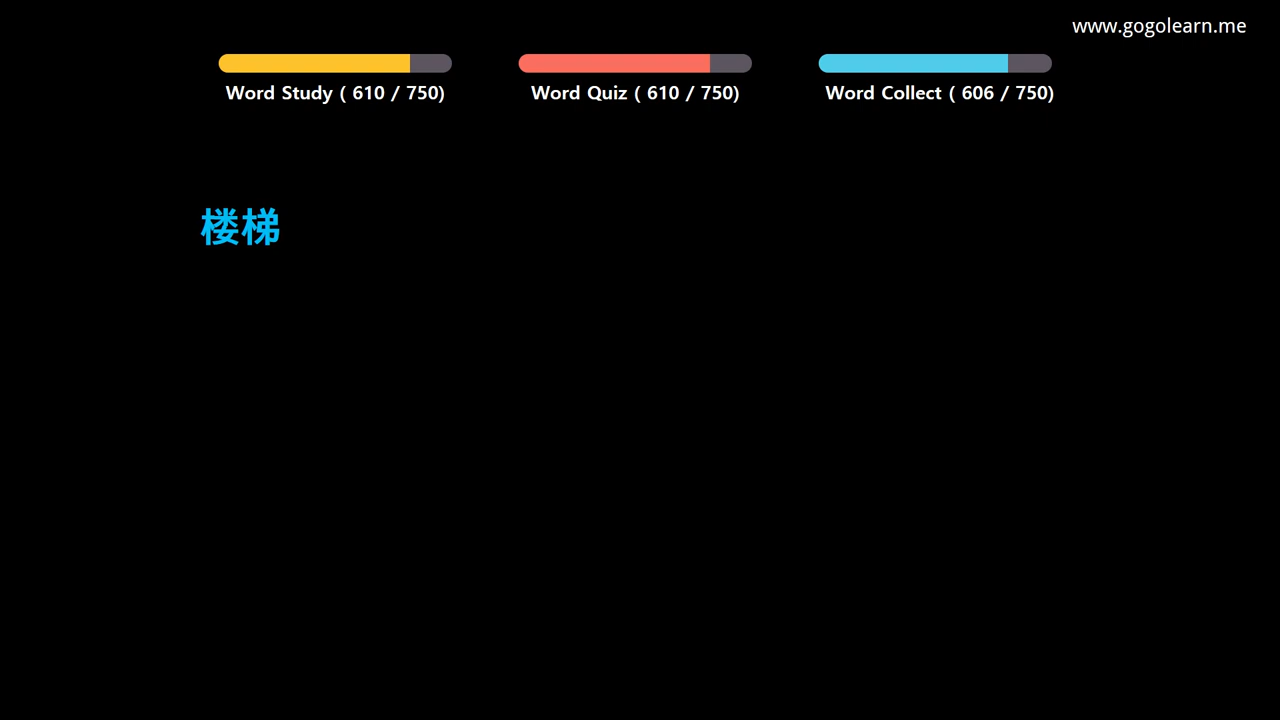 www.gogolearn.me
Word Study ( 610 / 750)
Word Quiz ( 610 / 750)
Word Collect ( 606 / 750)
楼梯